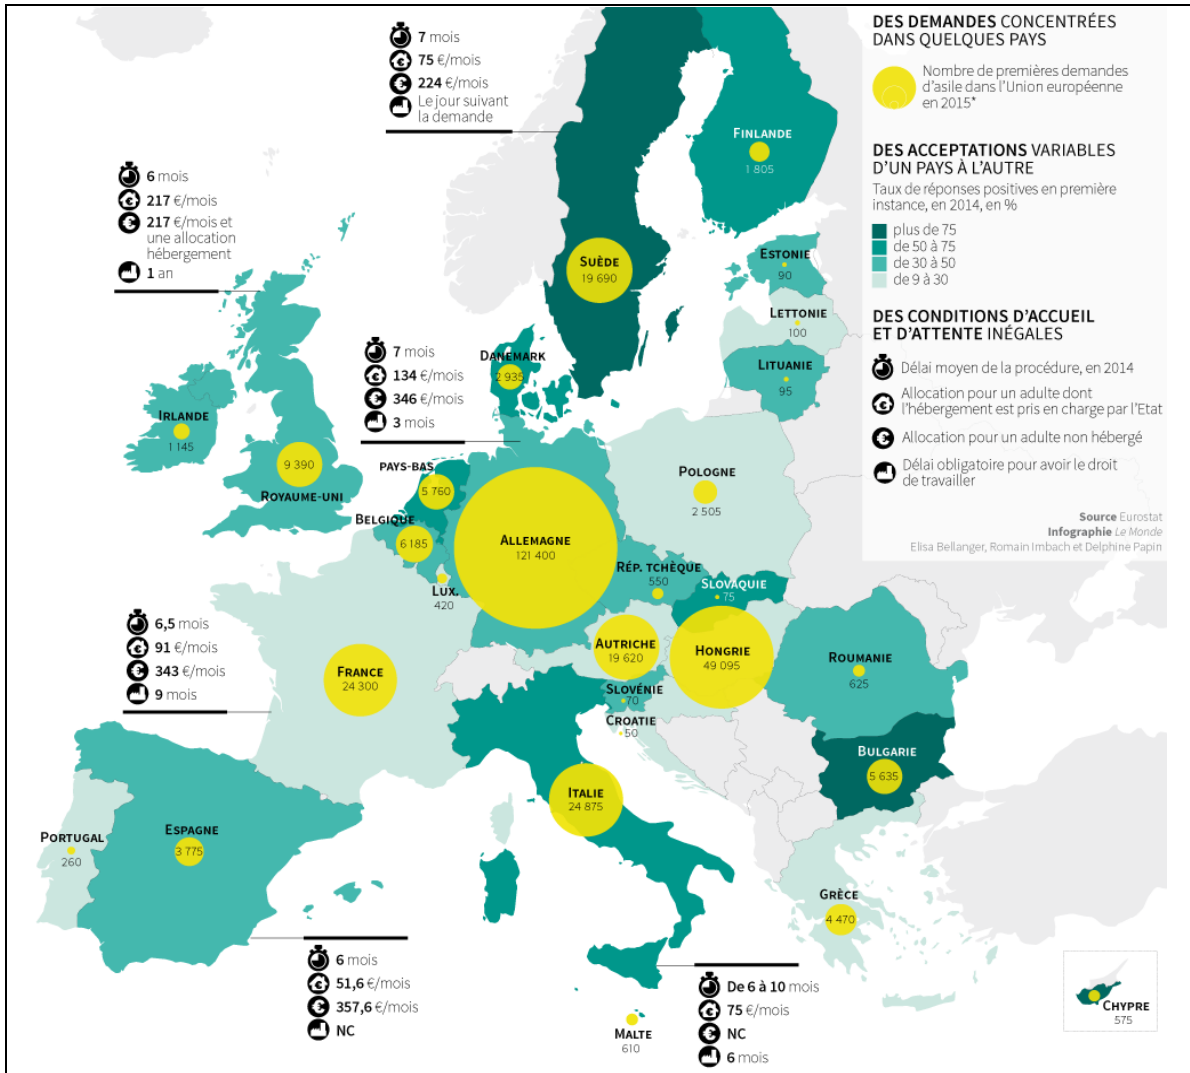 7 mois
75 €/mois
224 €/mois
Le jour suivant
la demande
DES DEMANDES CONCENTRÉES
DANS QUELQUES PAYS
Nombre de premières demandes
d'asile dans l'Union européenne
en 2015*
DES ACCEPTATIONS VARIABLES
D'UN PAYS À L'AUTRE
Taux de réponses positives en première
instance, en 2014, en %
plus de 75
de 50 à 75
de 30 à 50
de 9 à 30
DES CONDITIONS D'ACCUEIL
ET D'ATTENTE INÉGALES
Délai moyen de la procédure, en 2014
Allocation pour un adulte dont
l'hébergement est pris en charge par l'Etat
Allocation pour un adulte non hébergé
Délai obligatoire pour avoir le droit
de travailler
Source Eurostat
Infographie Le Monde
Elisa Bellanger, Romain Imbach et Delphine Papin
6 mois
217 €/mois
217 €/mois et
une allocation
hébergement
1 an
FINLANDE
1 805
SUÈDE
19 690
ESTONIE
90
LETTONIE
100
LITUANIE
95
7 mois
134 €/mois
346 €/mois
3 mois
DANEMARK
2 935
IRLANDE
1 145
9 390
ROYAUME-UNI
PAYS-BAS
5 760
BELGIQUE
6 185
LUX.
420
ALLEMAGNE
121 400
POLOGNE
2 505
RÉP. TCHÈQUE
550
SLOVAQUIE
75
AUTRICHE
19 620
HONGRIE
49 095
ROUMANIE
625
SLOVÉNIE
70
CROATIE
50
BULGARIE
5 635
6,5 mois
91 €/mois
343 €/mois
9 mois
FRANCE
24 300
ITALIE
24 875
PORTUGAL
260
ESPAGNE
3 775
GRÈCE
4 470
6 mois
51,6 €/mois
357,6 €/mois
NC
MALTE
610
De 6 à 10 mois
75 €/mois
NC
6 mois
CHYPRE
575